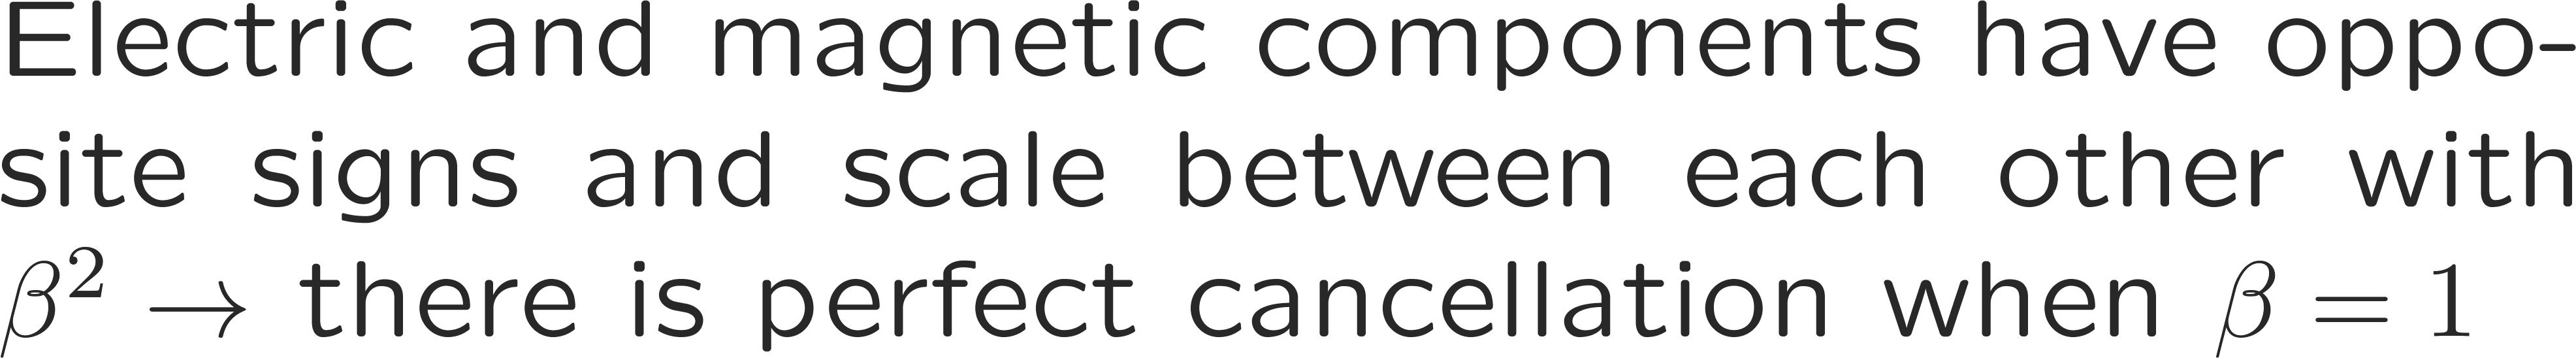 Electric and magnetic components have oppo-
site signs and scale between each other with
β² → there is perfect cancellation when β = 1